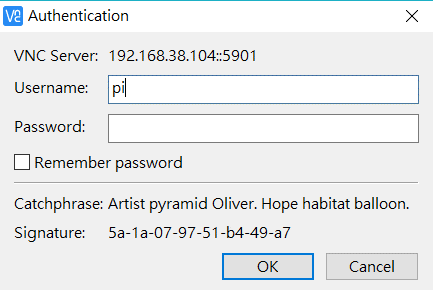 V2 Authentication
VNC Server: 192.168.38.104::5901
Username: pi
Password:
Remember password
Catchphrase: Artist pyramid Oliver. Hope habitat balloon.
Signature: 5a-1a-07-97-51-b4-49-a7
OK Cancel